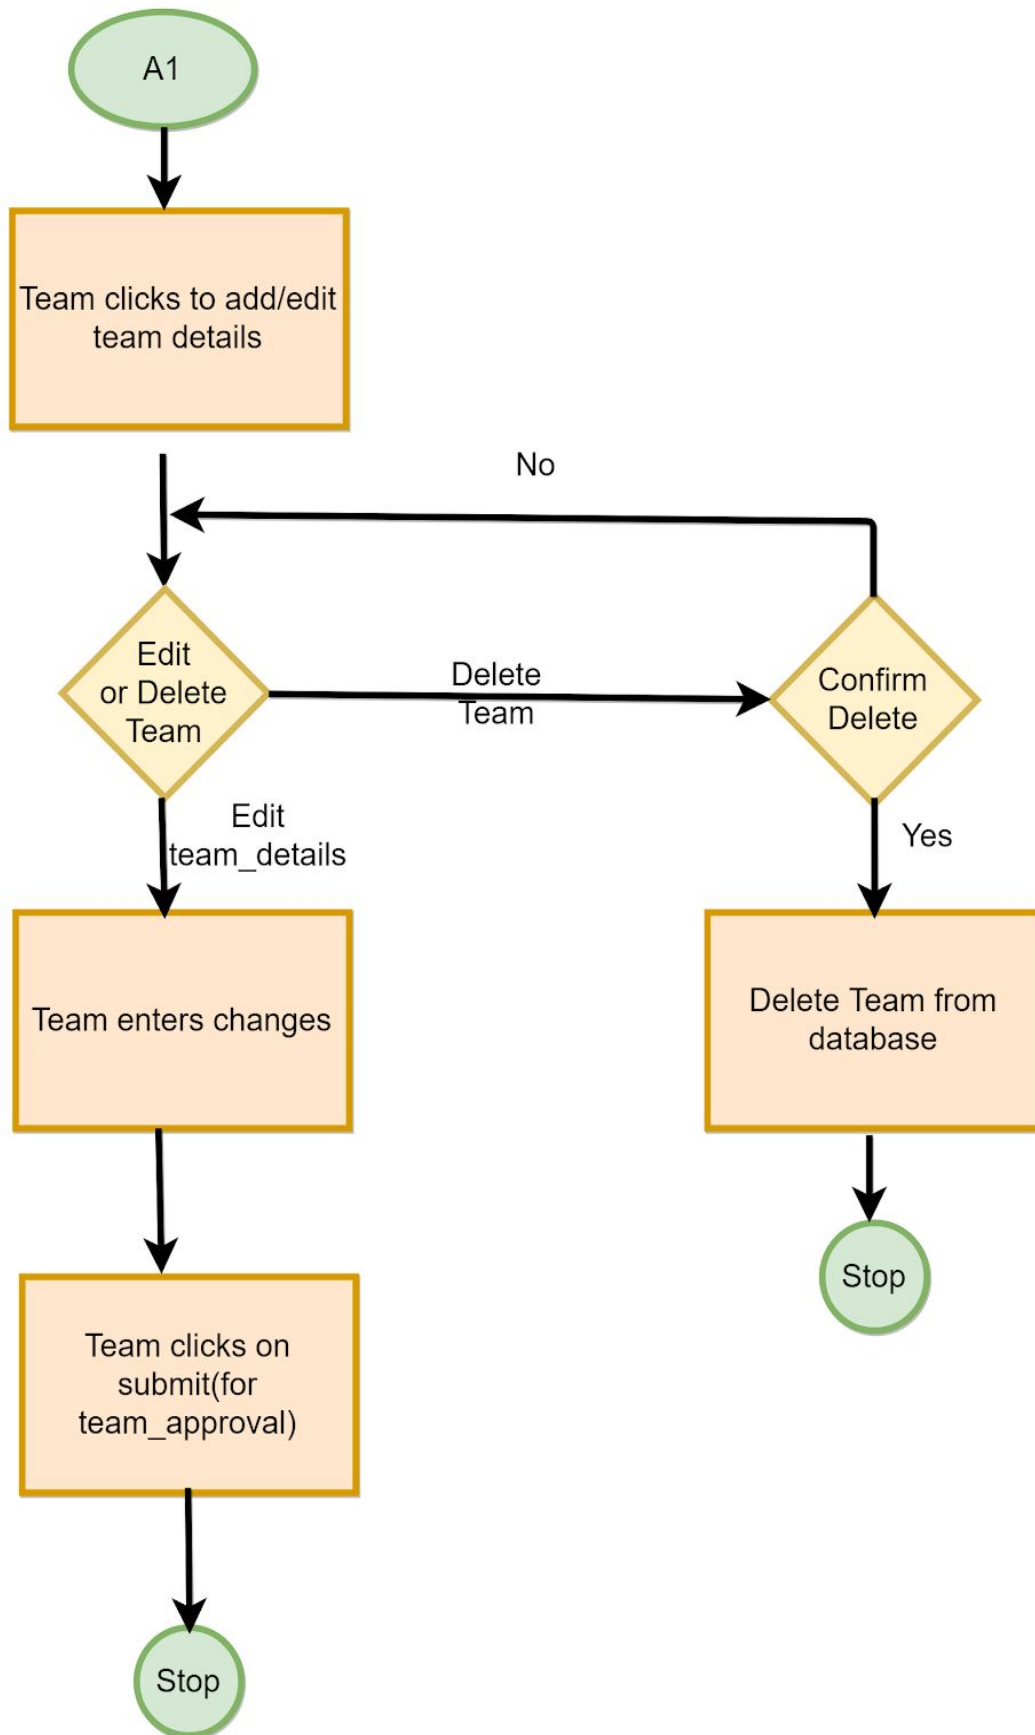 A1
Team clicks to add/edit
team details
No
Edit
or Delete
Team
Delete
Team
Confirm
Delete
Edit
team_details
Yes
Team enters changes
Delete Team from
database
Team clicks on
submit(for
team_approval)
Stop
Stop